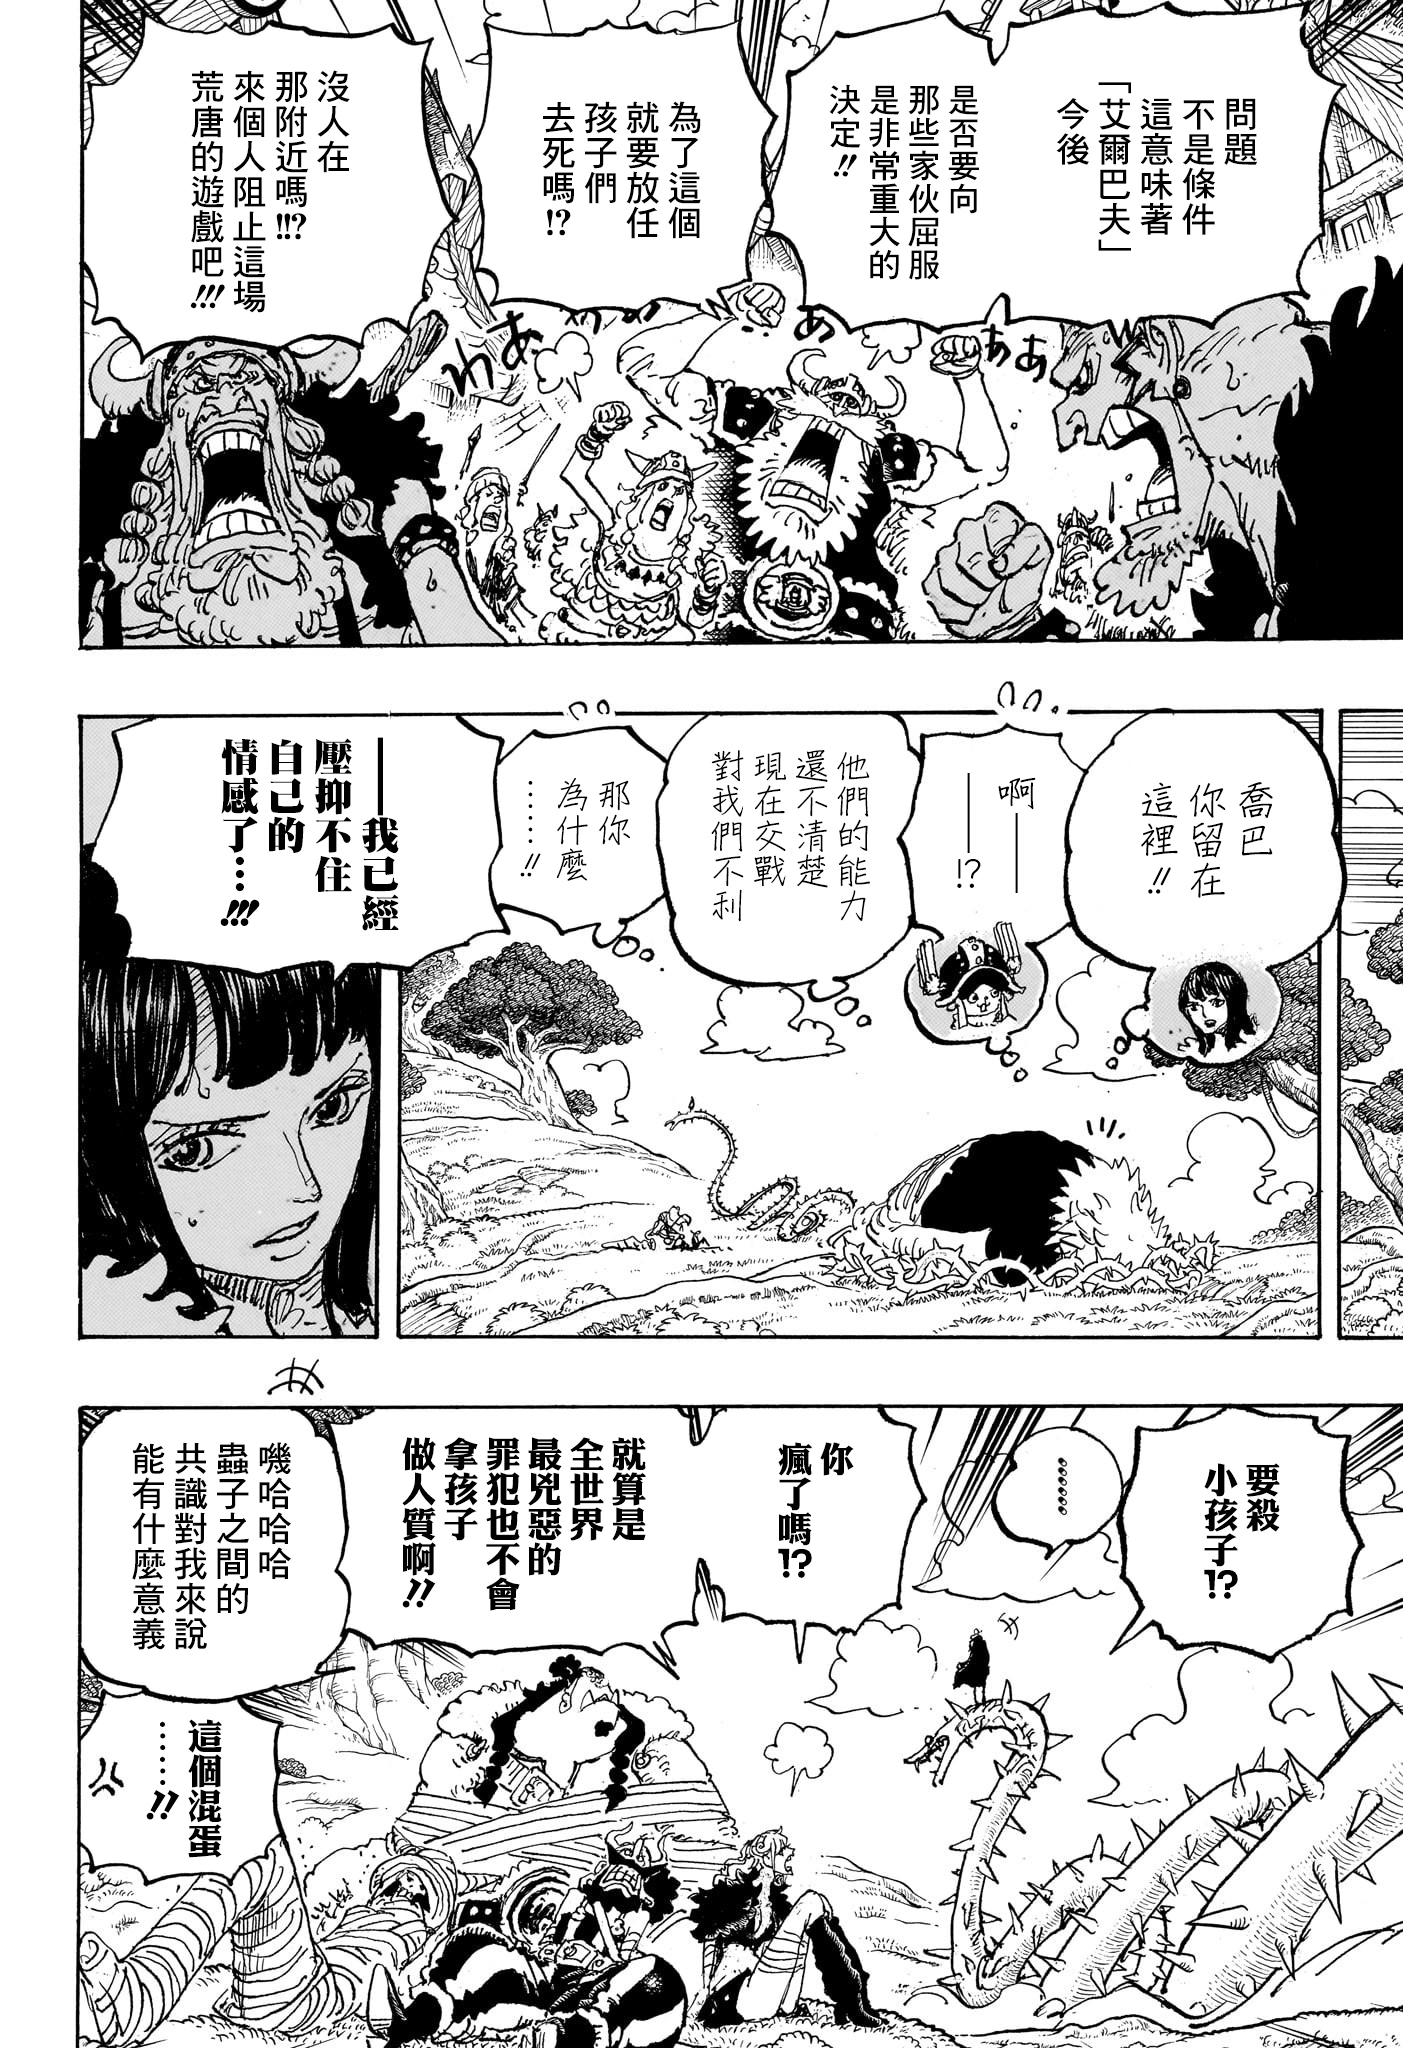 問題
不是條件
這意味著
「艾爾巴夫」
今後
是否要向
那些家伙屈服
是非常重大的
決定!!
為了這個
就要放任
孩子們
去死嗎!?
沒人在
那附近嗎!!?
來個人阻止這場
荒唐的遊戲吧!!!
わあああああ
喬巴
你留在
這裡!!
啊——
——!?
他們的能力
還不清楚
現在交戰
對我們不利
那你
為什麼
……!!
——我已經
壓抑不住
自己的
情感了…!!!
要殺
小孩子!?
……
你
瘋了嗎!?
就算是
全世界
最兇惡的
罪犯也不會
拿孩子
做人質啊!!
嘰哈哈哈
蟲子之間的
共識對我來說
能有什麼意義
這個混蛋
……!!